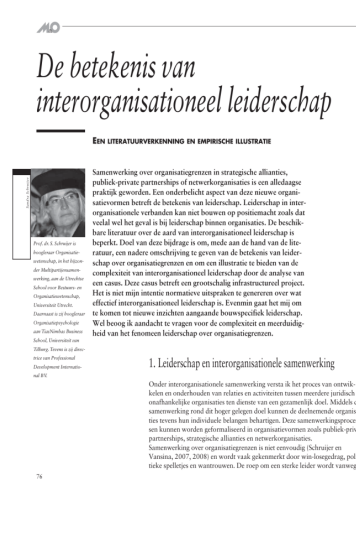 MO
De betekenis van
interorganisationeel leiderschap
EEN LITERATUURVERKENNING EN EMPIRISCHE ILLUSTRATIE
Samenwerking over organisatiegrenzen in strategische allianties,
publiek-private partnerships of netwerkorganisaties is een alledaagse
praktijk geworden. Een onderbelicht aspect van deze nieuwe organi-
satievormen betreft de betekenis van leiderschap. Leiderschap in inter-
organisationele verbanden kan niet bouwen op positiemacht zoals dat
veelal wel het geval is bij leiderschap binnen organisaties. De beschik-
bare literatuur over de aard van interorganisationeel leiderschap is
beperkt. Doel van deze bijdrage is om, mede aan de hand van de lite-
ratuur, een nadere omschrijving te geven van de betekenis van leider-
schap over organisatiegrenzen en om een illustratie te bieden van de
complexiteit van interorganisationeel leiderschap door de analyse van
een casus. Deze casus betreft een grootschalig infrastructureel project.
Het is niet mijn intentie normatieve uitspraken te genereren over wat
effectief interorganisationeel leiderschap is. Evenmin gaat het mij om
te komen tot nieuwe inzichten aangaande bouwspecifiek leiderschap.
Wel beoog ik aandacht te vragen voor de complexiteit en meerduidig-
heid van het fenomeen leiderschap over organisatiegrenzen.
Prof. dr. S. Schruijer is
hoogleraar Organisatie-
wetenschap, in het bijzon-
der Multipartijensamen-
werking, aan de Utrechtse
School voor Bestuurs- en
Organisatiewetenschap,
Universiteit Utrecht.
Daarnaast is zij hoogleraar
Organisatiepsychologie
aan TiasNimbas Business
School, Universiteit van
Tilburg. Tevens is zij direc-
trice van Professional
Development Internatio-
nal BV.
1. Leiderschap en interorganisationele samenwerking
Onder interorganisationele samenwerking versta ik het proces van ontwik-
kelen en onderhouden van relaties en activiteiten tussen meerdere juridisch
onafhankelijke organisaties ten dienste van een gezamenlijk doel. Middels d
samenwerking rond dit hoger gelegen doel kunnen de deelnemende organis
ties tevens hun individuele belangen behartigen. Deze samenwerkingsproce
sen kunnen worden geformaliseerd in organisatievormen zoals publiek-priv
partnerships, strategische allianties en netwerkorganisaties.
Samenwerking over organisatiegrenzen is niet eenvoudig (Schruijer en
Vansina, 2007, 2008) en wordt vaak gekenmerkt door win-losegedrag, pol
tieke spelletjes en wantrouwen. De roep om een sterke leider wordt vanweg
74